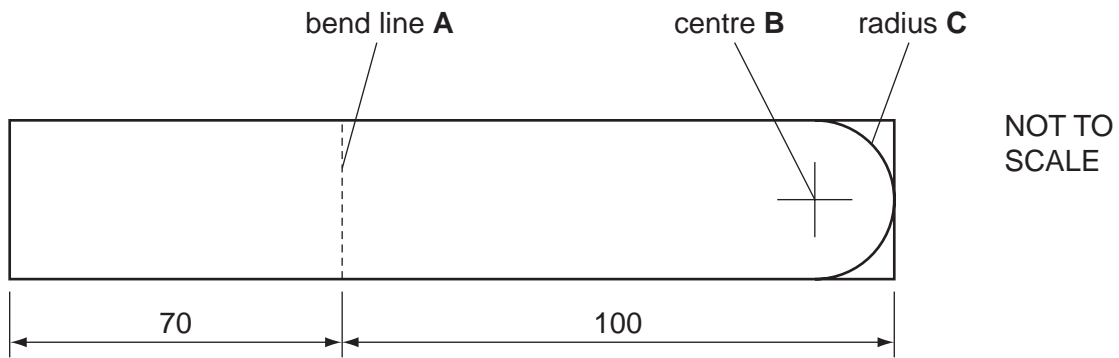 bend line A
centre B
radius C
NOT TO
SCALE
70
100